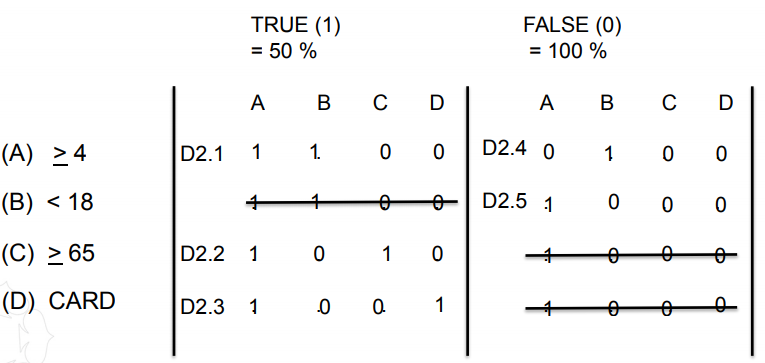 TRUE (1) FALSE (0)
= 50 % = 100 %
A B C D A B C D
(A) ≥ 4 D2.1 1 1. 0 0 D2.4 0 1 0 0
(B) < 18 1 1 0 0 D2.5 .1 0 0 0
(C) ≥ 65 D2.2 1 0 1 0 1 0 0 0
(D) CARD D2.3 1 .0 0. 1 1 0 0 0